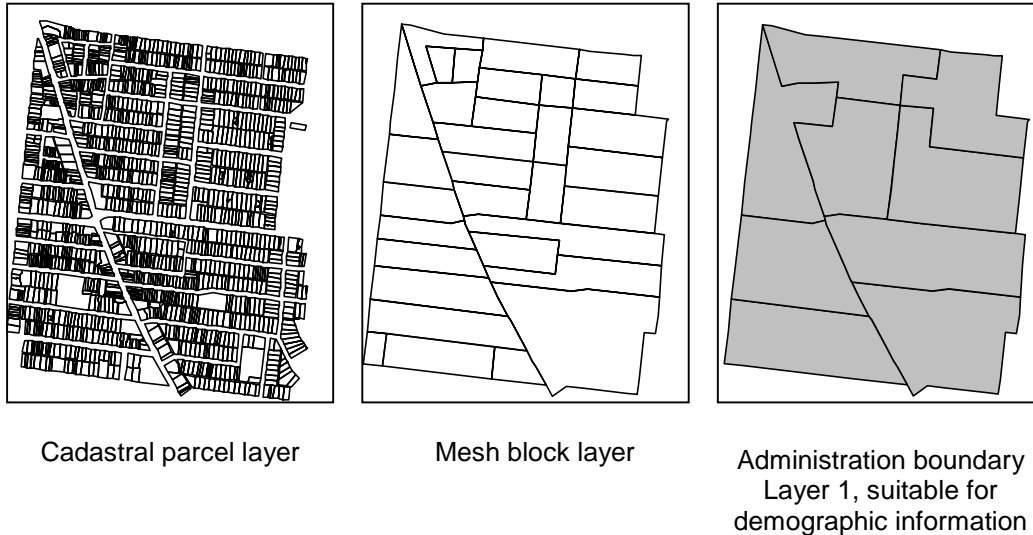 Cadastral parcel layer
Mesh block layer
Administration boundary
Layer 1, suitable for
demographic information